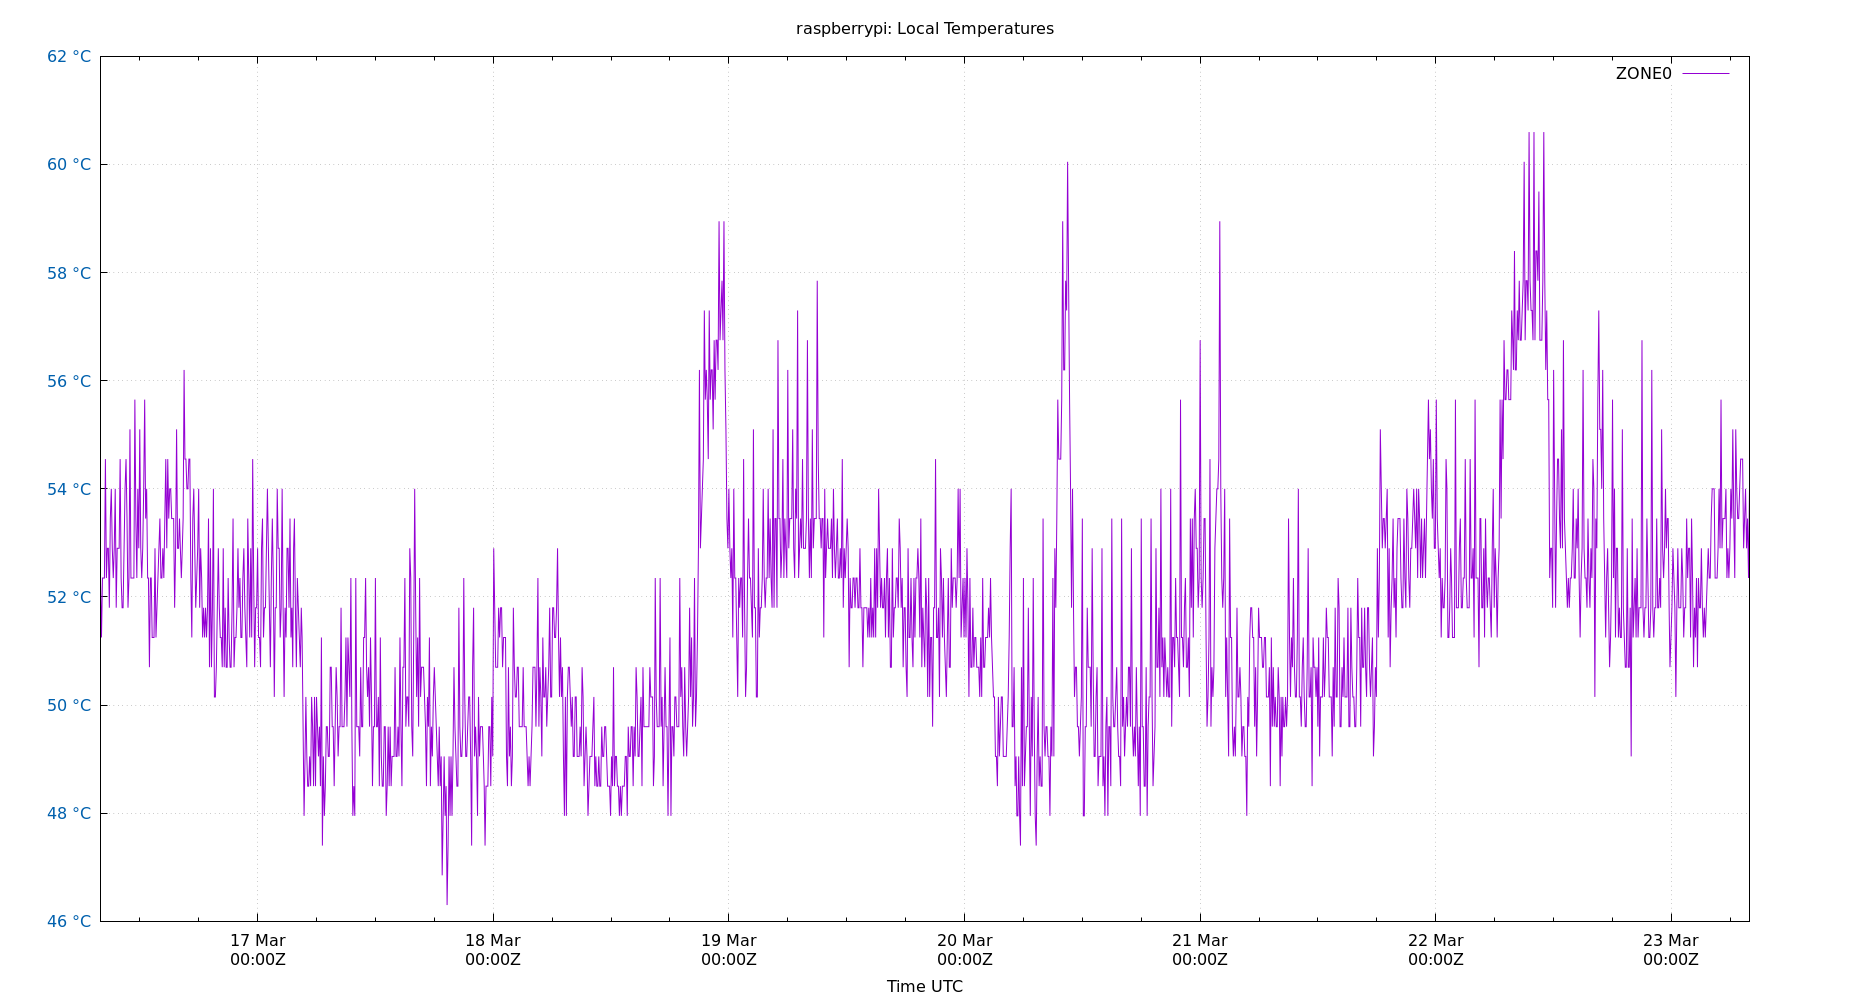 raspberrypi: Local Temperatures
62 °C
ZONE0
60 °C
58 °C
56 °C
54 °C
52 °C
50 °C
48 °C
46 °C
17 Mar 18 Mar 19 Mar 20 Mar 21 Mar 22 Mar 23 Mar
00:00Z 00:00Z 00:00Z 00:00Z 00:00Z 00:00Z 00:00Z
Time UTC